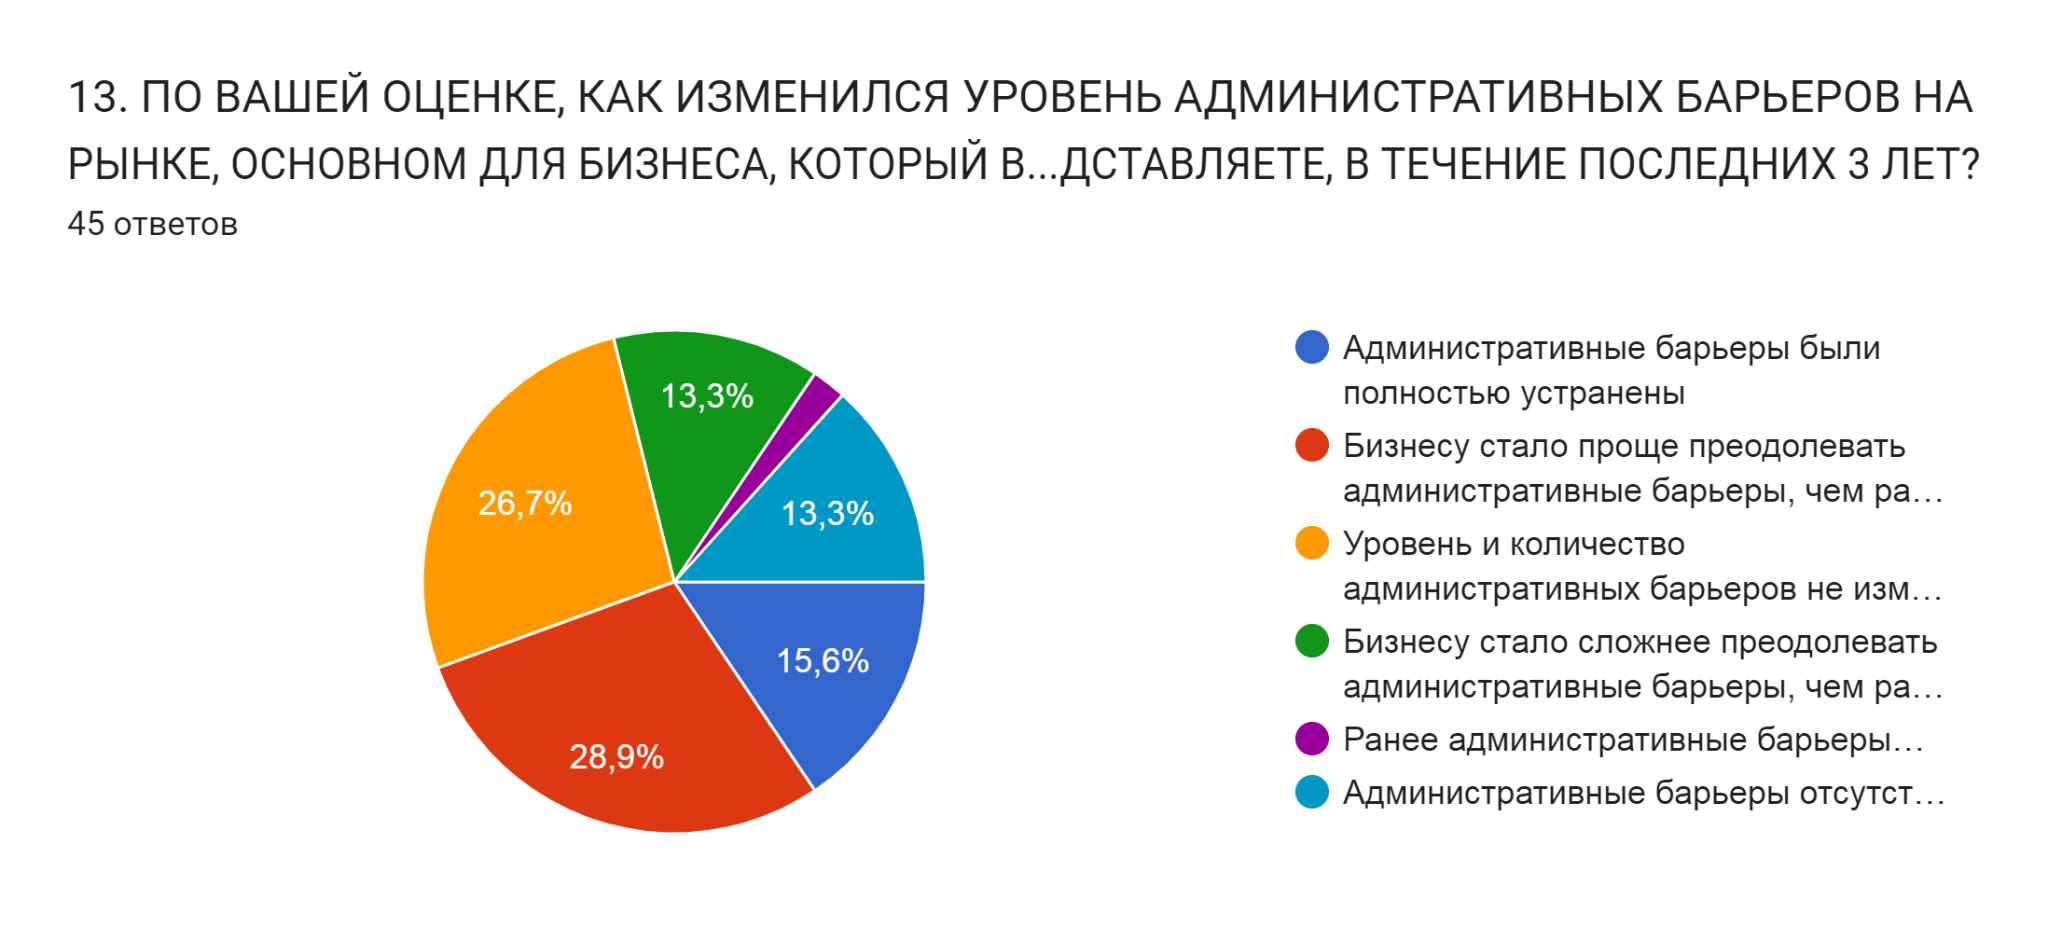 13. ПО ВАШЕЙ ОЦЕНКЕ, КАК ИЗМЕНИЛСЯ УРОВЕНЬ АДМИНИСТРАТИВНЫХ БАРЬЕРОВ НА
РЫНКЕ, ОСНОВНОМ ДЛЯ БИЗНЕСА, КОТОРЫЙ В...ДСТАВЛЯЕТЕ, В ТЕЧЕНИЕ ПОСЛЕДНИХ 3 ЛЕТ?
45 ответов
13,3%
26,7%
13,3%
15,6%
28,9%
Административные барьеры были
полностью устранены
Бизнесу стало проще преодолевать
административные барьеры, чем ра…
Уровень и количество
административных барьеров не изм…
Бизнесу стало сложнее преодолевать
административные барьеры, чем ра…
Ранее административные барьеры…
Административные барьеры отсутст…